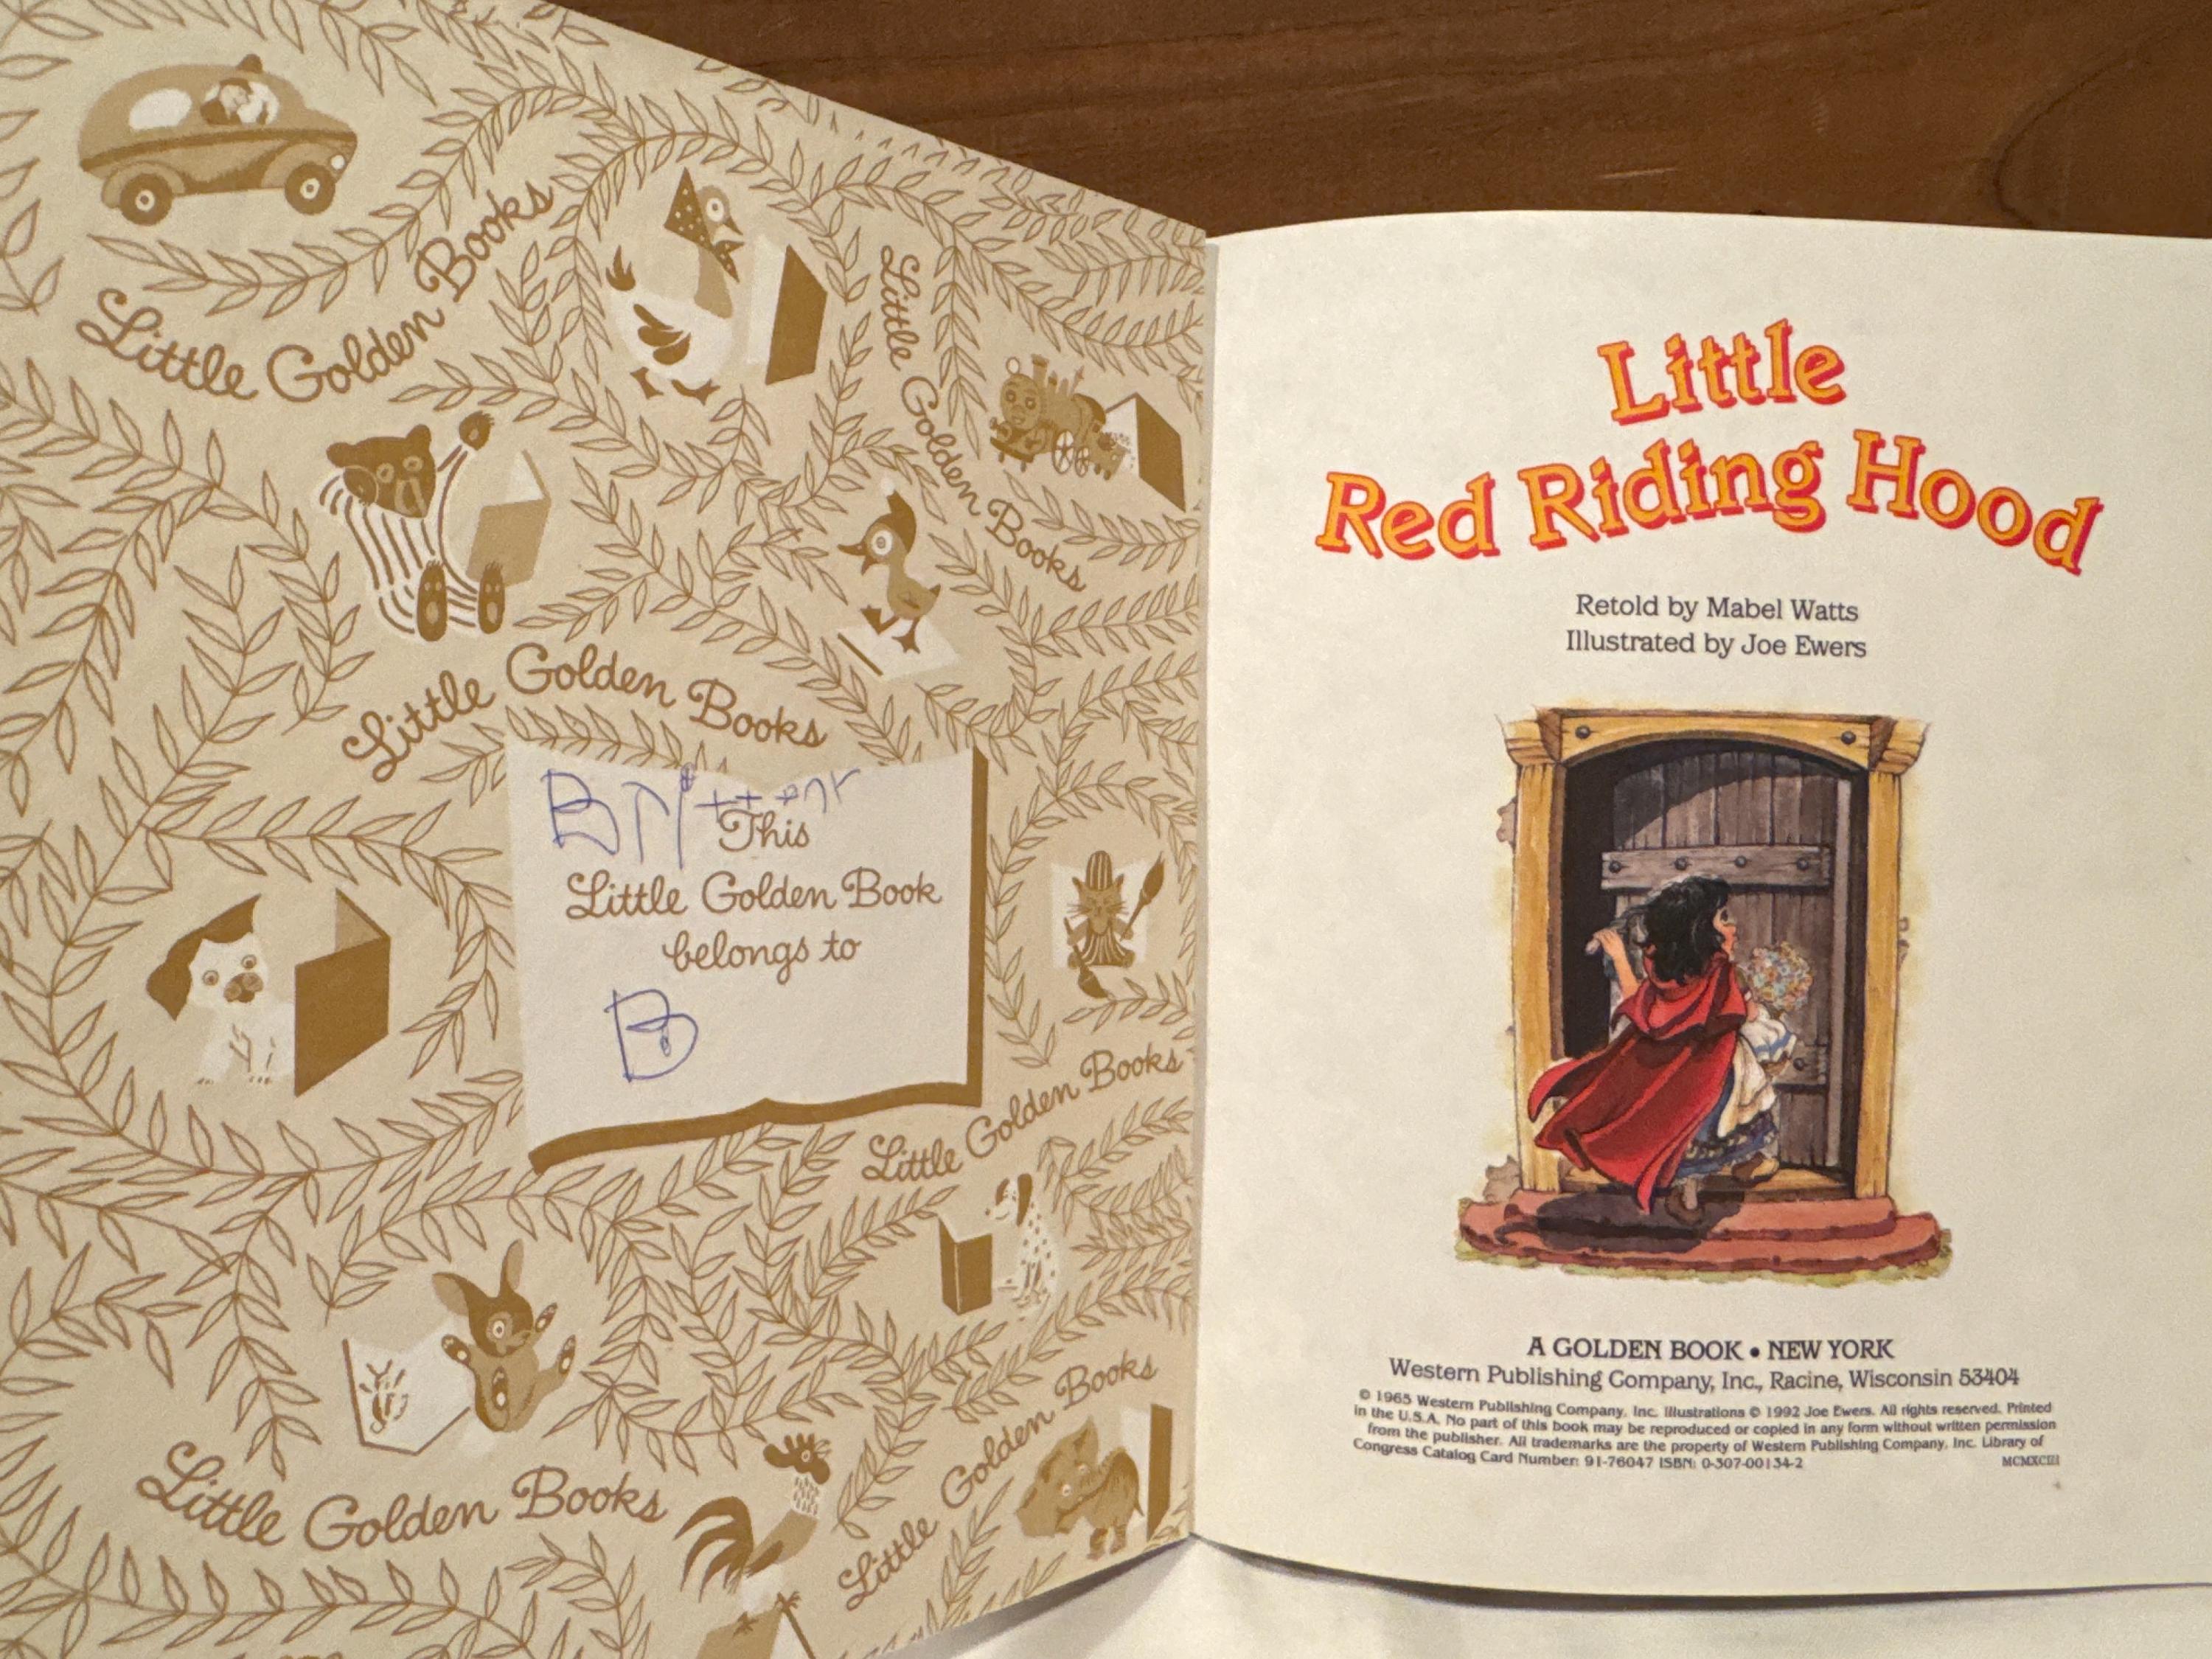 Little Golden Books
Little Golden Books
Little Golden Books
This
Little Golden Book
belongs to
B
Little Golden Books
Little Golden Books
Little Golden Books
Little
Red Riding Hood
Retold by Mabel Watts
Illustrated by Joe Ewers
A GOLDEN BOOK • NEW YORK
Western Publishing Company, Inc., Racine, Wisconsin 53404
© 1965 Western Publishing Company, Inc. Illustrations © 1992 Joe Ewers. All rights reserved. Printed
in the U.S.A. No part of this book may be reproduced or copied in any form without written permission
from the publisher. All trademarks are the property of Western Publishing Company, Inc. Library of
Congress Catalog Card Number: 91-76047 ISBN: 0-307-00134-2